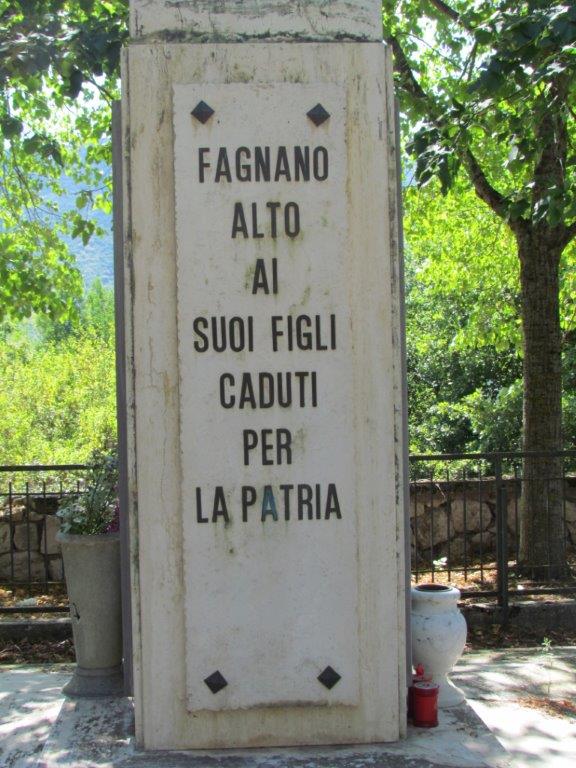 FAGNANO
ALTO
AI
SUOI FIGLI
CADUTI
PER
LA PATRIA